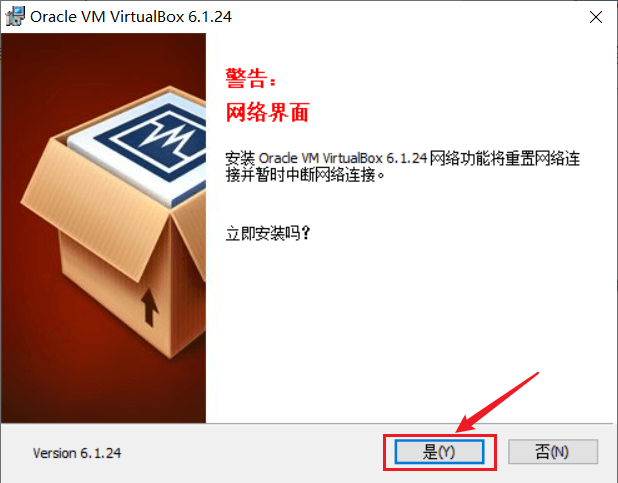 Oracle VM VirtualBox 6.1.24
警告：
网络界面
安装 Oracle VM VirtualBox 6.1.24 网络功能将重置网络连
接并暂时中断网络连接。
立即安装吗？
Version 6.1.24
是(Y)
否(N)